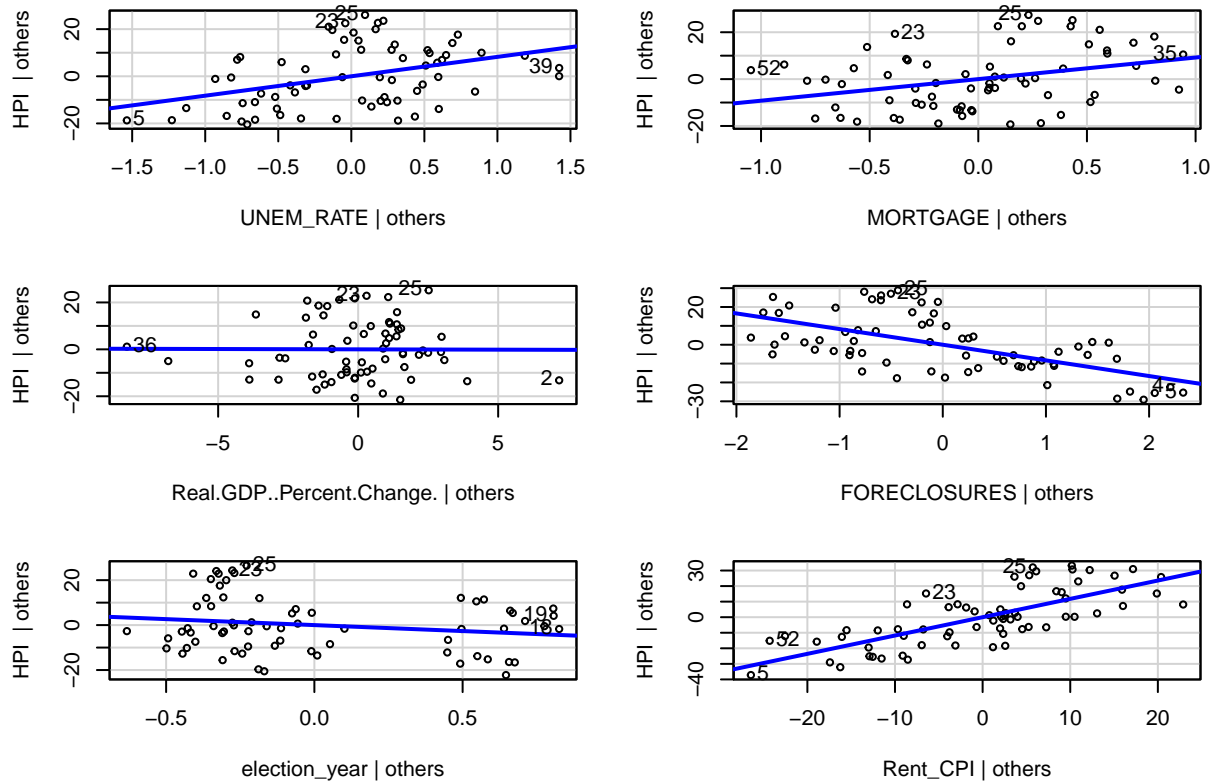 HPI | others
20
0
−20
23
25
39
5
−1.5 −1.0 −0.5 0.0 0.5 1.0 1.5
UNEM_RATE | others
HPI | others
20
0
−20
25
23
35
52
−1.0 −0.5 0.0 0.5 1.0
MORTGAGE | others
HPI | others
20
0
−20
23
25
36
2
−5 0 5
Real.GDP..Percent.Change. | others
HPI | others
0
−30
25
23
4
5
−2 −1 0 1 2
FORECLOSURES | others
HPI | others
20
0
−20
25
23
19
18
−0.5 0.0 0.5
election_year | others
HPI | others
30
0
−40
25
23
52
5
−20 −10 0 10 20
Rent_CPI | others